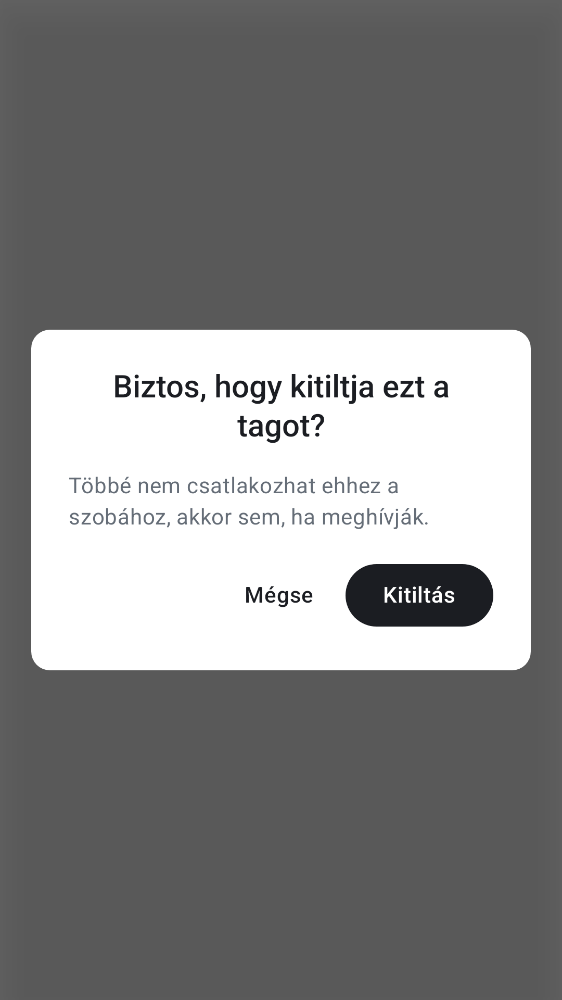 Biztos, hogy kitiltja ezt a
tagot?
Többé nem csatlakozhat ehhez a
szobához, akkor sem, ha meghívják.
Mégse
Kitiltás